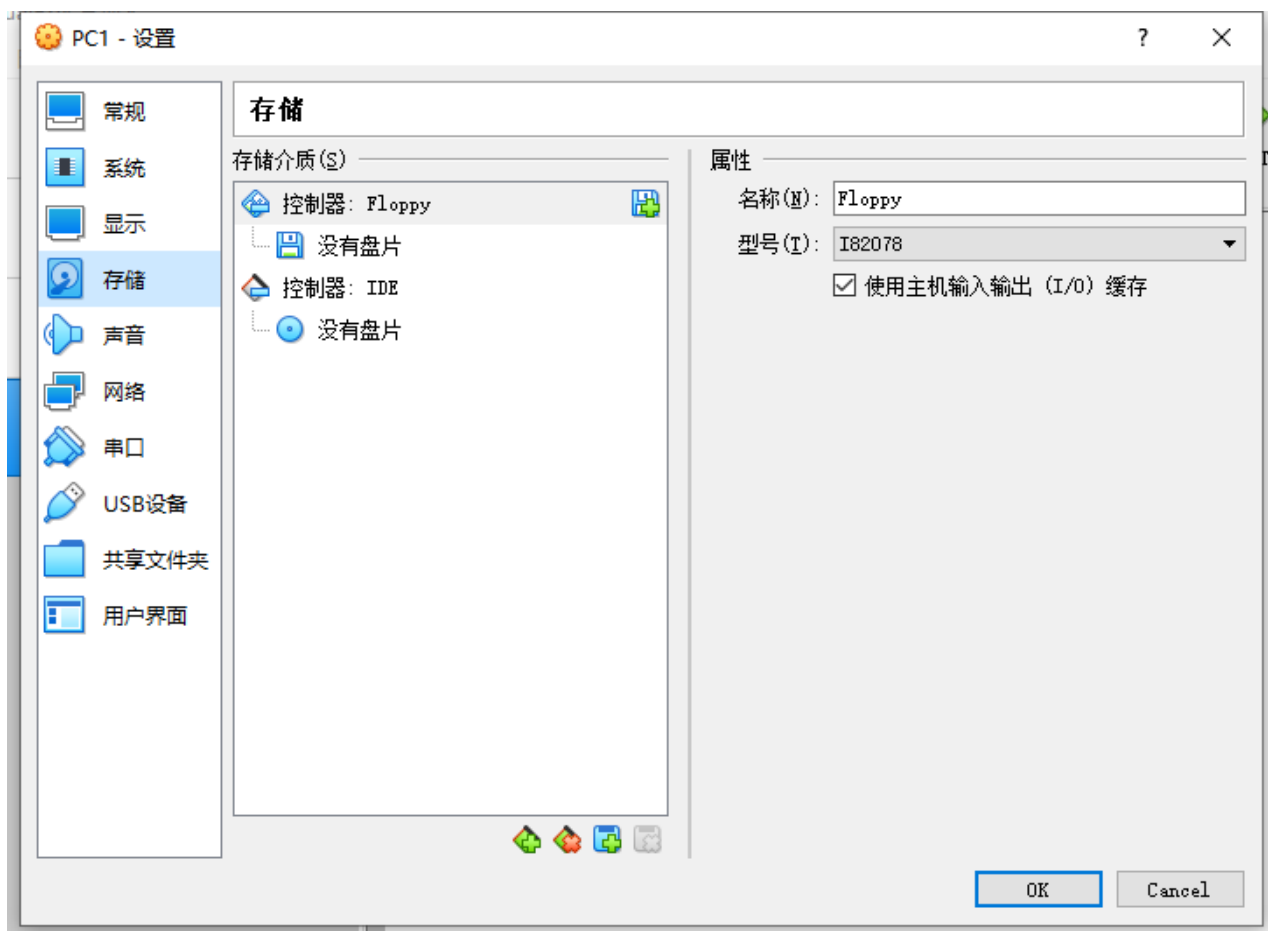 PC1 - 设置
常规
系统
显示
存储
声音
网络
串口
USB设备
共享文件夹
用户界面
存储
存储介质(S)
控制器: Floppy
没有盘片
控制器: IDE
没有盘片
属性
名称(N): Floppy
型号(T): I82078
使用主机输入输出 (I/O) 缓存
OK
Cancel